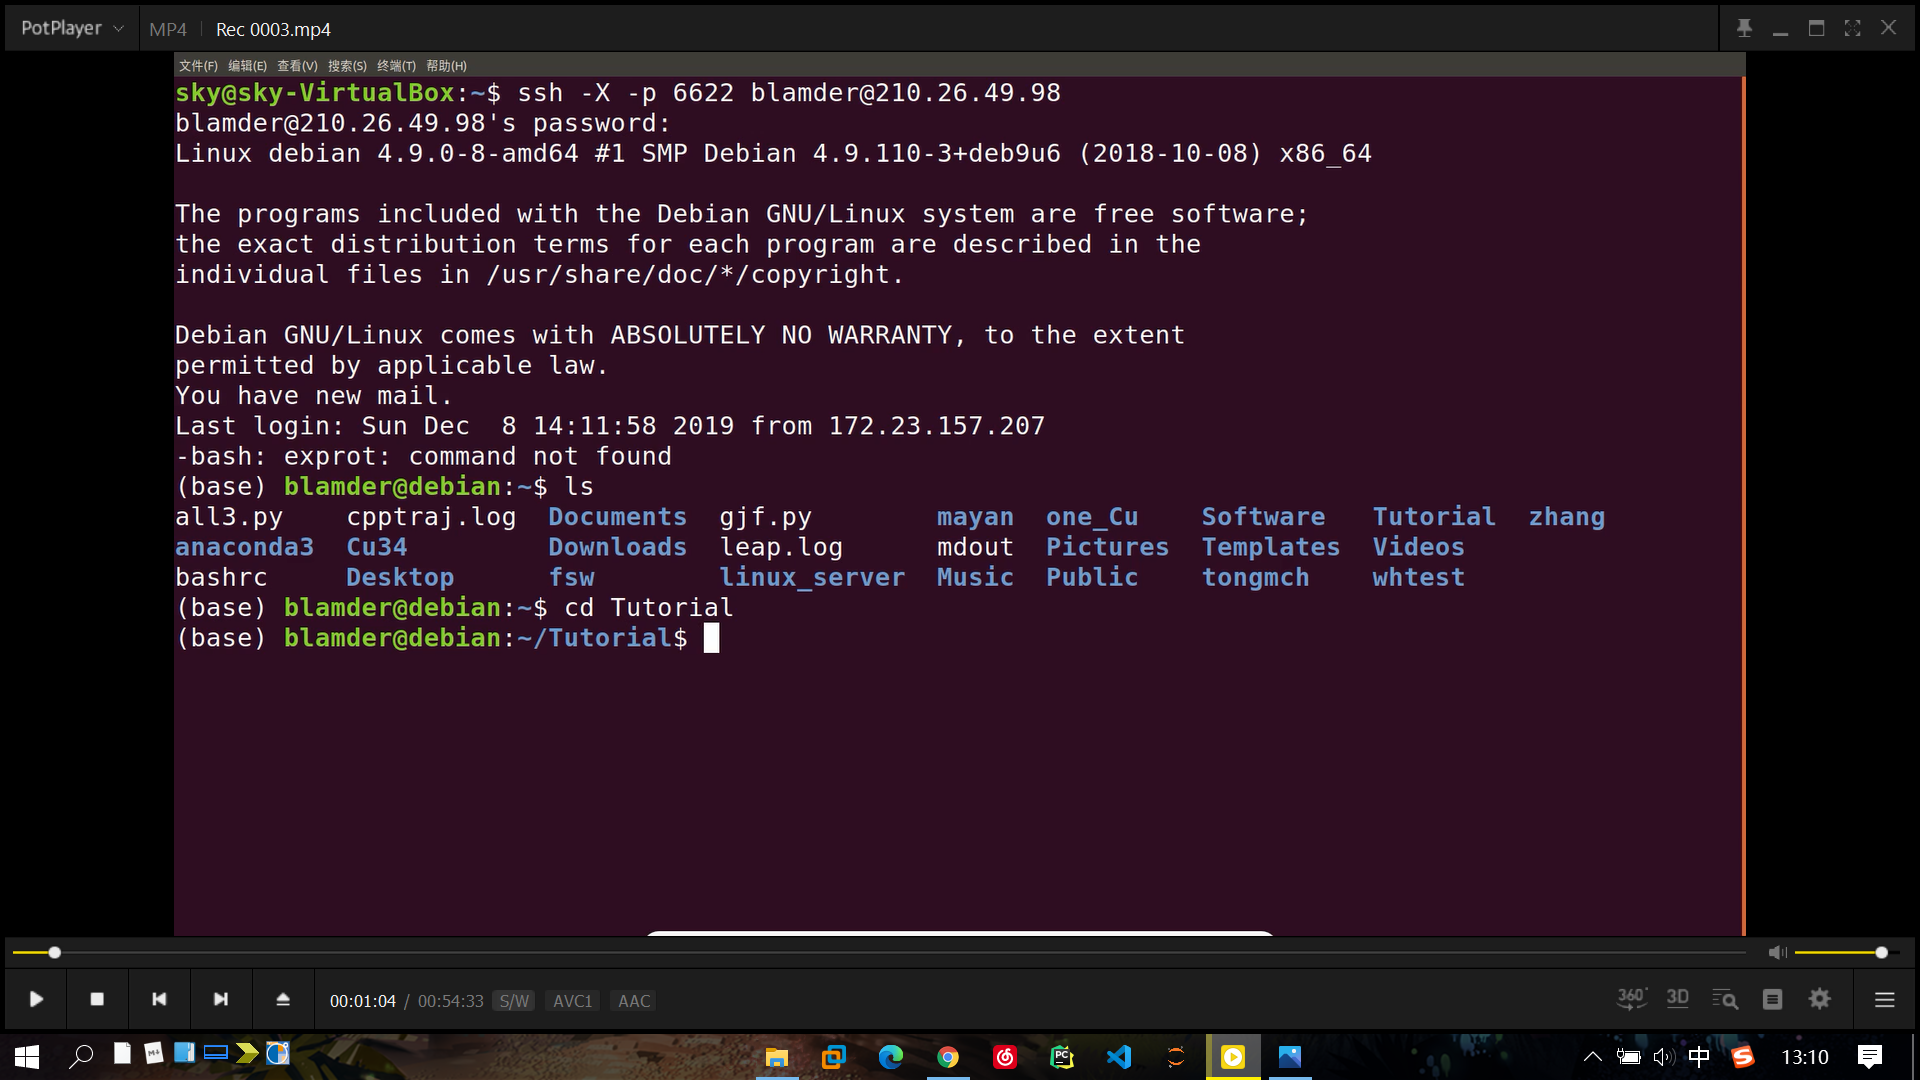 PotPlayer MP4 Rec 0003.mp4
文件(F) 编辑(E) 查看(V) 搜索(S) 终端(T) 帮助(H)
sky@sky-VirtualBox:~$ ssh -X -p 6622 blamder@210.26.49.98
blamder@210.26.49.98's password:
Linux debian 4.9.0-8-amd64 #1 SMP Debian 4.9.110-3+deb9u6 (2018-10-08) x86_64
The programs included with the Debian GNU/Linux system are free software;
the exact distribution terms for each program are described in the
individual files in /usr/share/doc/*/copyright.
Debian GNU/Linux comes with ABSOLUTELY NO WARRANTY, to the extent
permitted by applicable law.
You have new mail.
Last login: Sun Dec  8 14:11:58 2019 from 172.23.157.207
-bash: exprot: command not found
(base) blamder@debian:~$ ls
all3.py cpptraj.log Documents gjf.py mayan one_Cu Software Tutorial zhang
anaconda3 Cu34 Downloads leap.log mdout Pictures Templates Videos
bashrc Desktop fsw linux_server Music Public tongmch whtest
(base) blamder@debian:~$ cd Tutorial
(base) blamder@debian:~/Tutorial$
00:01:04 / 00:54:33 S/W AVC1 AAC 360° 3D
M+ PC 中 S 13:10